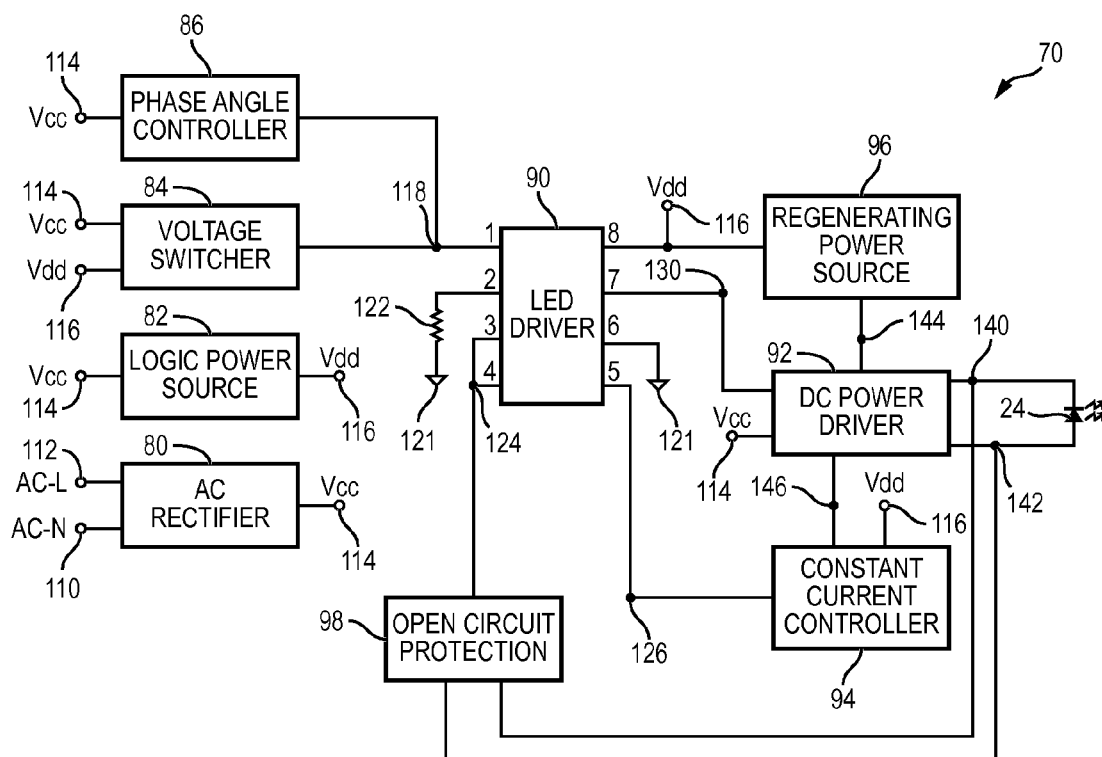 86
70
114
Vcc
PHASE ANGLE
CONTROLLER
84
114
Vcc
Vdd
116
VOLTAGE
SWITCHER
118
82
Vcc
114
LOGIC POWER
SOURCE
Vdd
116
80
112
AC-L
AC-N
110
AC
RECTIFIER
Vcc
114
90
1
2
3
4
8
7
6
5
LED
DRIVER
122
121
124
121
Vdd
116
130
96
REGENERATING
POWER
SOURCE
144
92
140
DC POWER
DRIVER
24
Vcc
114
142
146
Vdd
116
CONSTANT
CURRENT
CONTROLLER
94
126
98
OPEN CIRCUIT
PROTECTION